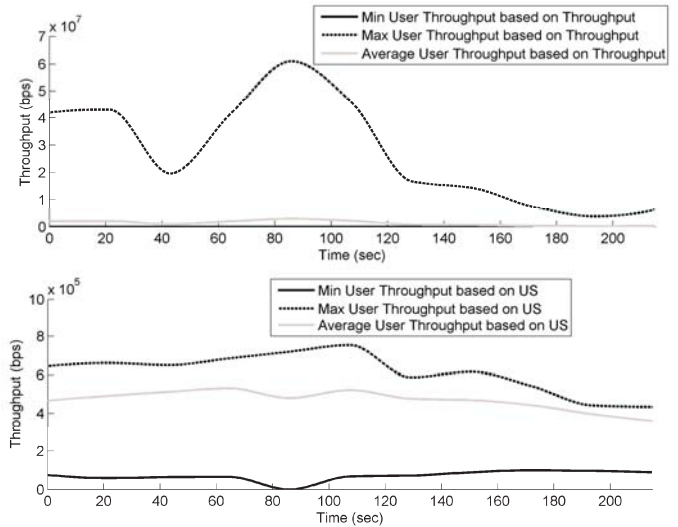 Min User Throughput based on Throughput
Max User Throughput based on Throughput
Average User Throughput based on Throughput
x 10⁷
7
6
5
4
3
2
1
0
Throughput (bps)
0 20 40 60 80 100 120 140 160 180 200
Time (sec)
Min User Throughput based on US
Max User Throughput based on US
Average User Throughput based on US
x 10⁵
10
8
6
4
2
0
Throughput (bps)
0 20 40 60 80 100 120 140 160 180 200
Time (sec)